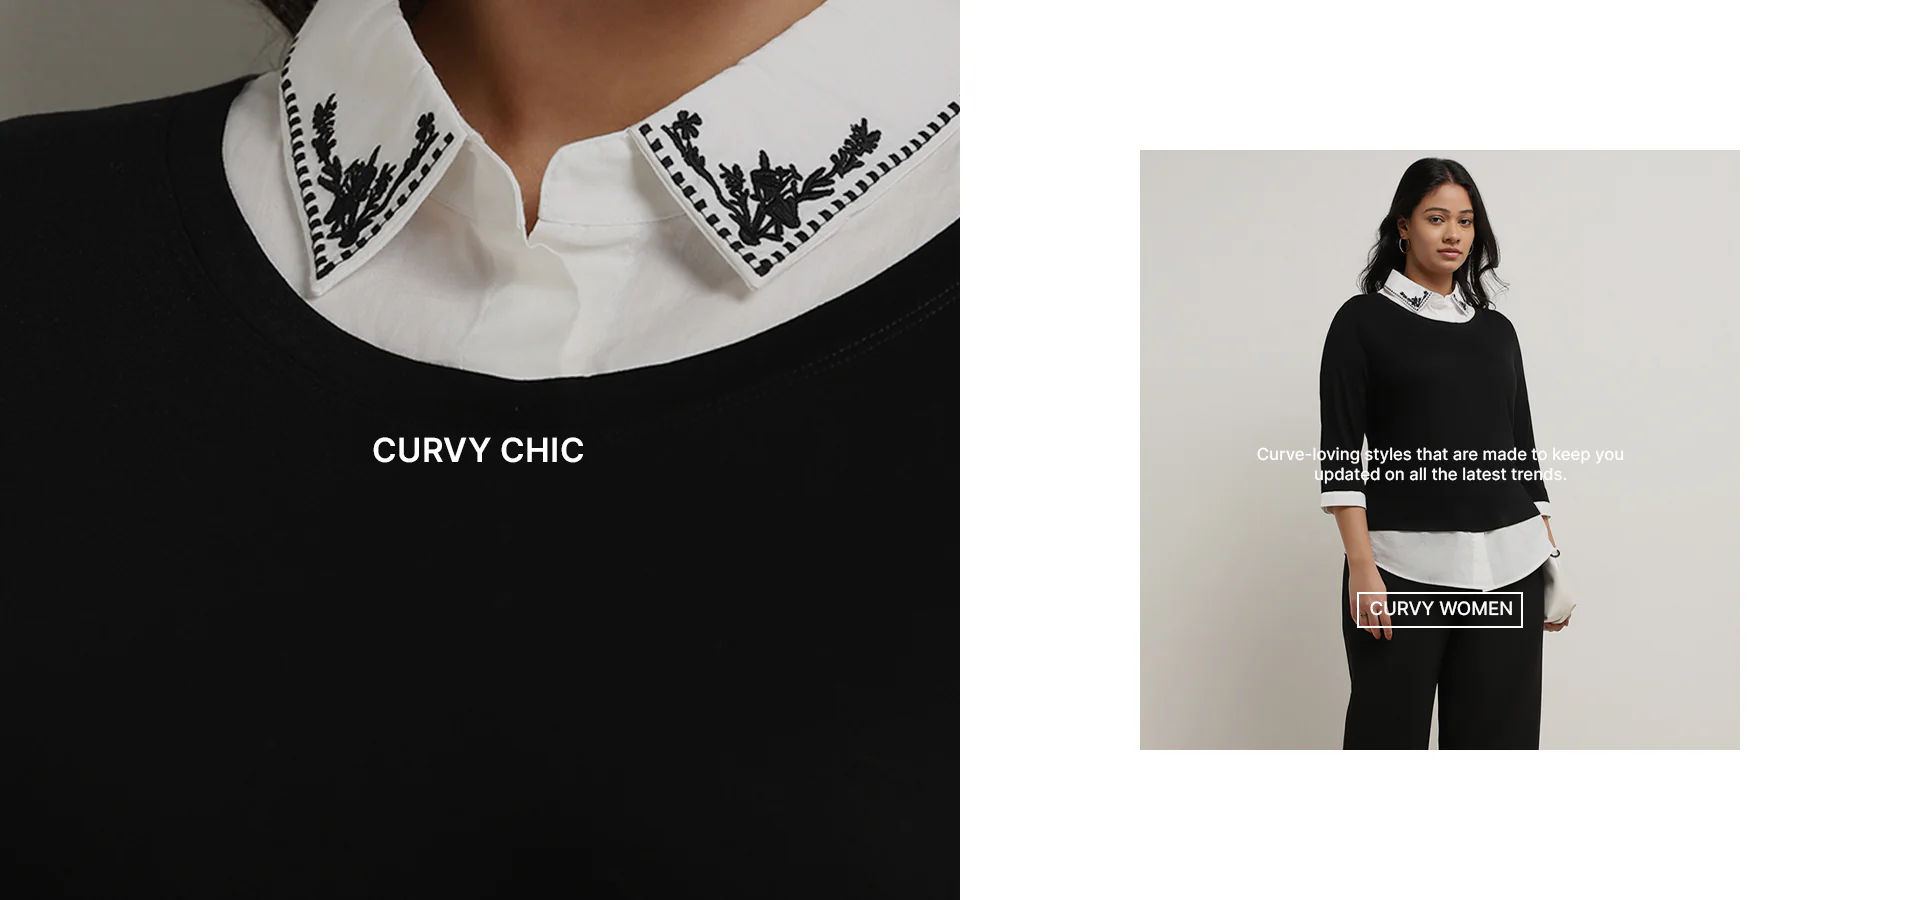 CURVY CHIC
Curve-loving styles that are made to keep you
updated on all the latest trends.
CURVY WOMEN